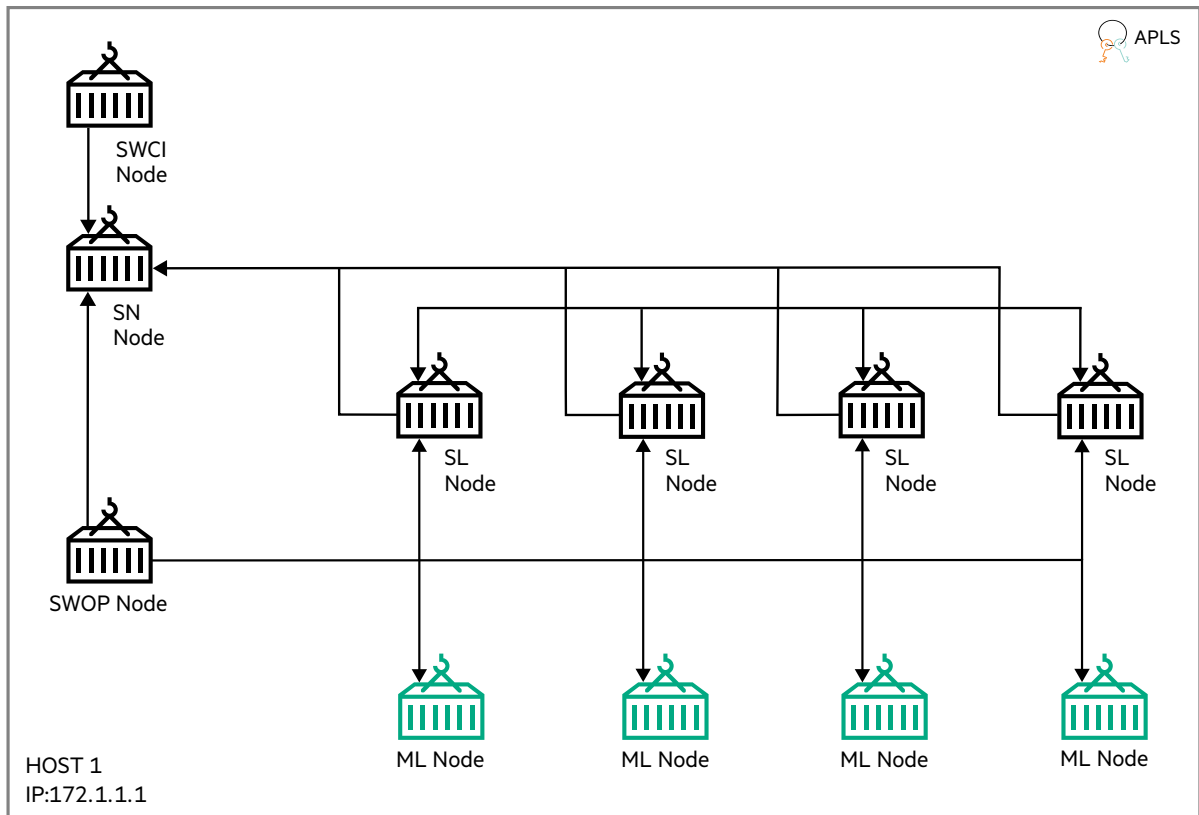 APLS
SWCI
Node
SN
Node
SL
Node
SL
Node
SL
Node
SL
Node
SWOP Node
ML Node
ML Node
ML Node
ML Node
HOST 1
IP:172.1.1.1